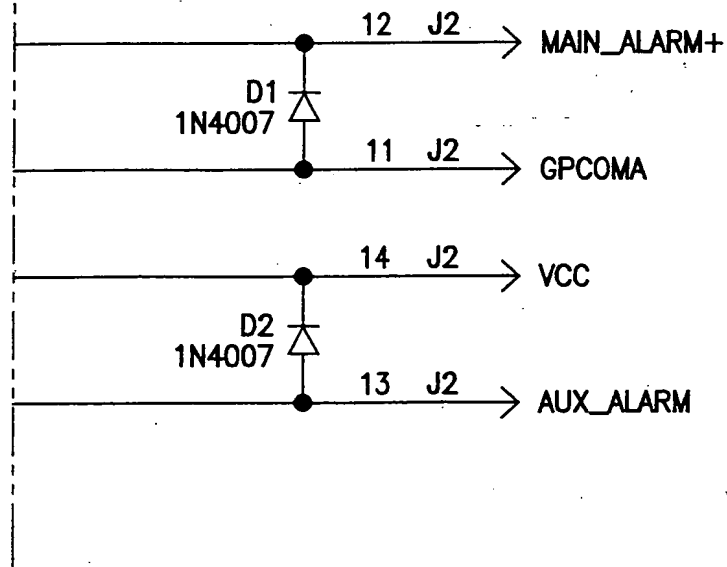 12 J2 MAIN_ALARM+
D1
1N4007
11 J2 GPCOMA
14 J2 VCC
D2
1N4007
13 J2 AUX_ALARM